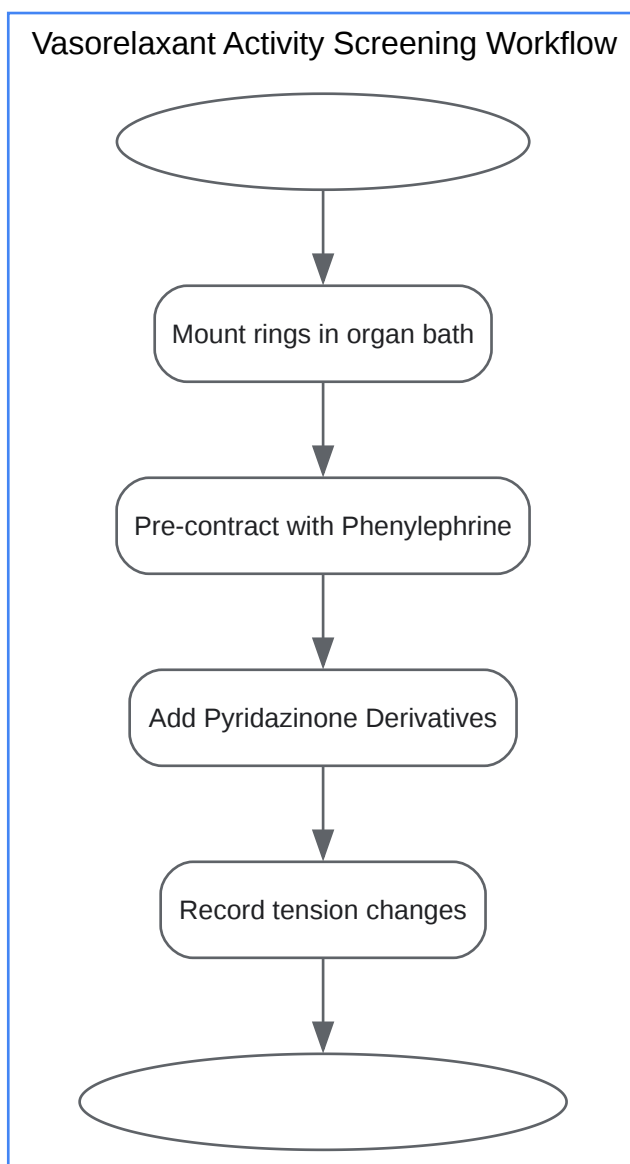 Vasorelaxant Activity Screening Workflow
Mount rings in organ bath
Pre-contract with Phenylephrine
Add Pyridazinone Derivatives
Record tension changes